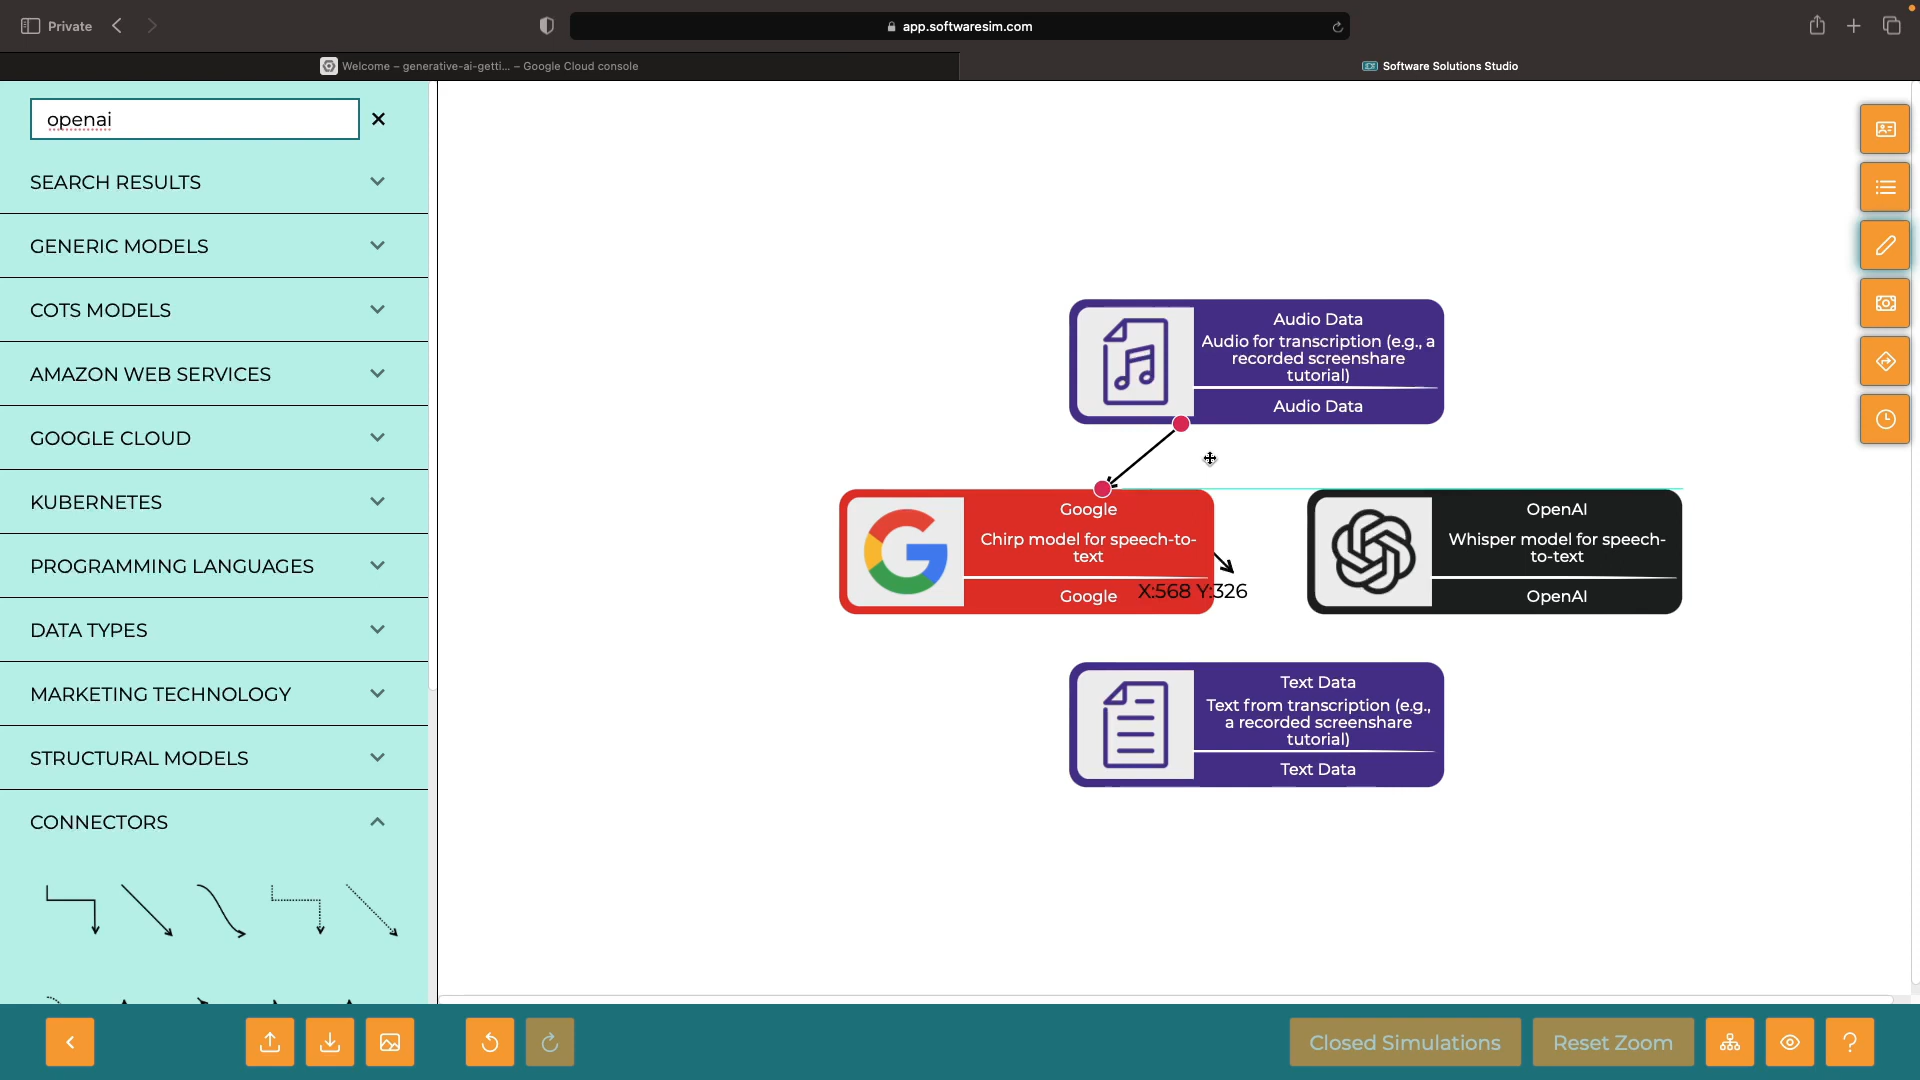 Private
app.softwaresim.com
Welcome – generative-ai-getti... – Google Cloud console
Software Solutions Studio
openai
SEARCH RESULTS
GENERIC MODELS
COTS MODELS
AMAZON WEB SERVICES
GOOGLE CLOUD
KUBERNETES
PROGRAMMING LANGUAGES
DATA TYPES
MARKETING TECHNOLOGY
STRUCTURAL MODELS
CONNECTORS
Audio Data
Audio for transcription (e.g., a
recorded screenshare
tutorial)
Audio Data
Google
Chirp model for speech-to-
text
Google
X:568 Y:326
OpenAI
Whisper model for speech-
to-text
OpenAI
Text Data
Text from transcription (e.g.,
a recorded screenshare
tutorial)
Text Data
Closed Simulations
Reset Zoom
?